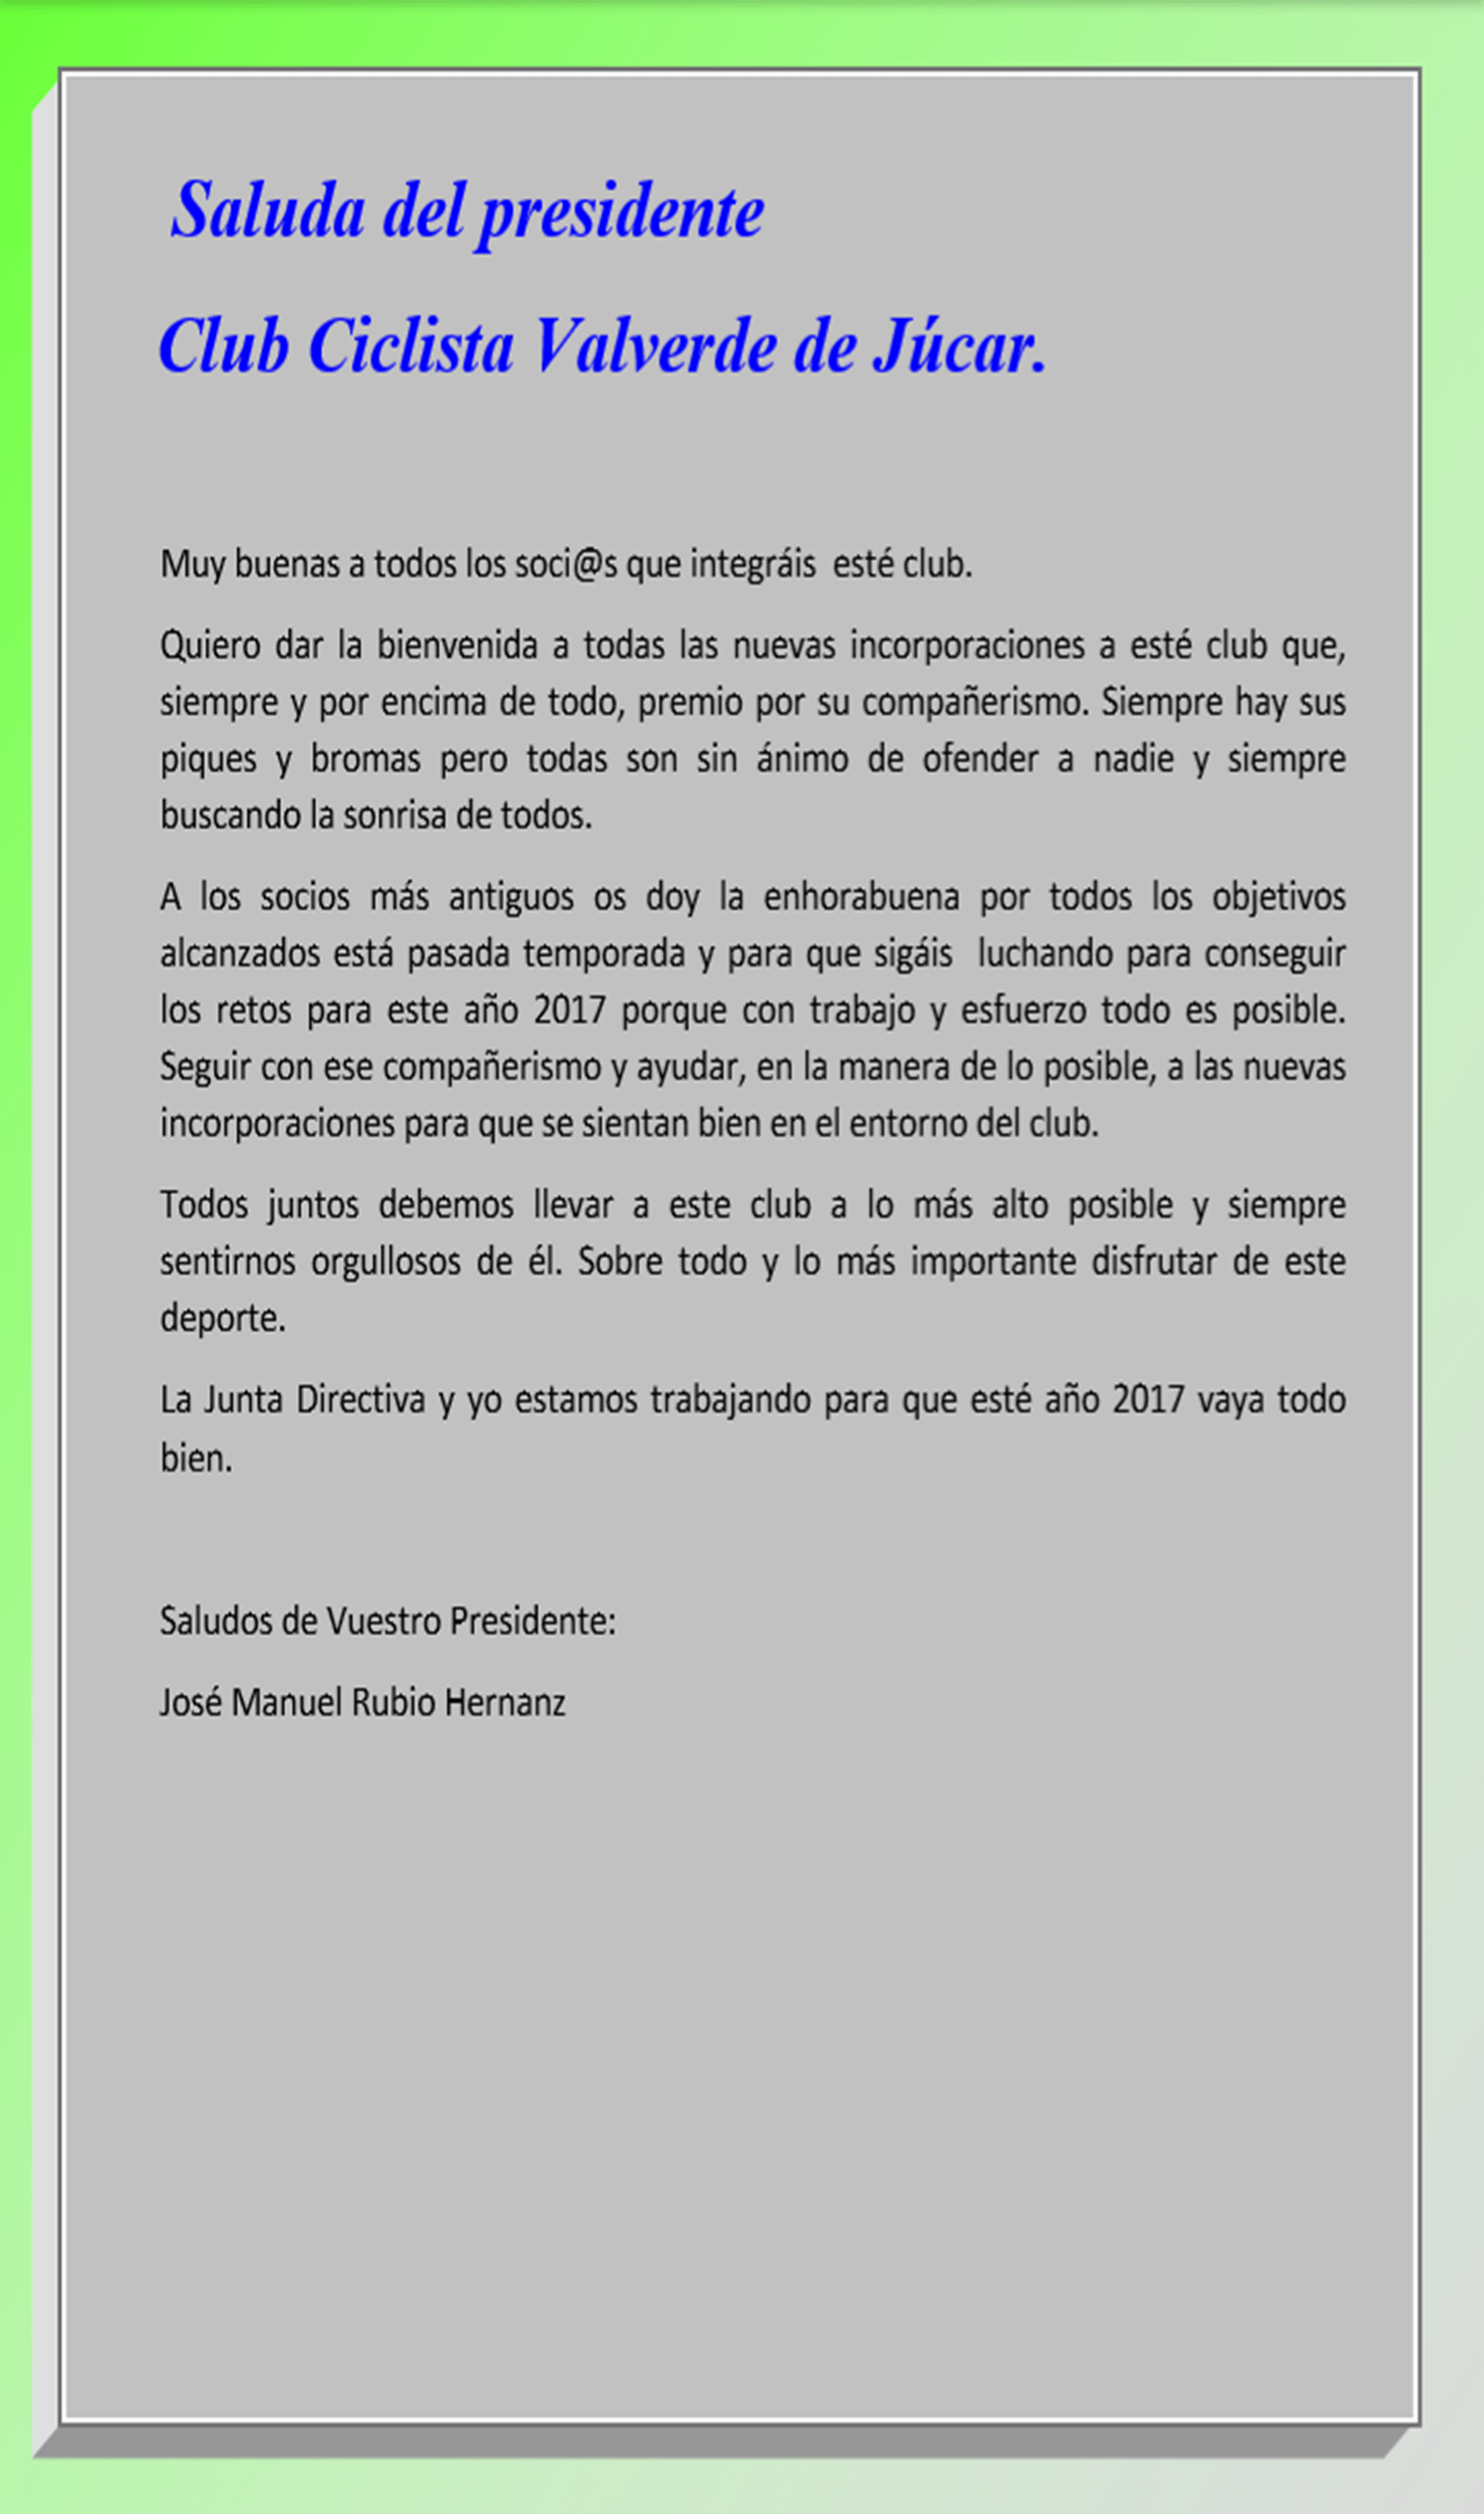 Saluda del presidente
Club Ciclista Valverde de Júcar.
Muy buenas a todos los soci@s que integráis  esté club.
Quiero dar la bienvenida a todas las nuevas incorporaciones a esté club que,
siempre y por encima de todo, premio por su compañerismo. Siempre hay sus
piques y bromas pero todas son sin ánimo de ofender a nadie y siempre
buscando la sonrisa de todos.
A los socios más antiguos os doy la enhorabuena por todos los objetivos
alcanzados está pasada temporada y para que sigáis  luchando para conseguir
los retos para este año 2017 porque con trabajo y esfuerzo todo es posible.
Seguir con ese compañerismo y ayudar, en la manera de lo posible, a las nuevas
incorporaciones para que se sientan bien en el entorno del club.
Todos juntos debemos llevar a este club a lo más alto posible y siempre
sentirnos orgullosos de él. Sobre todo y lo más importante disfrutar de este
deporte.
La Junta Directiva y yo estamos trabajando para que esté año 2017 vaya todo
bien.
Saludos de Vuestro Presidente:
José Manuel Rubio Hernanz